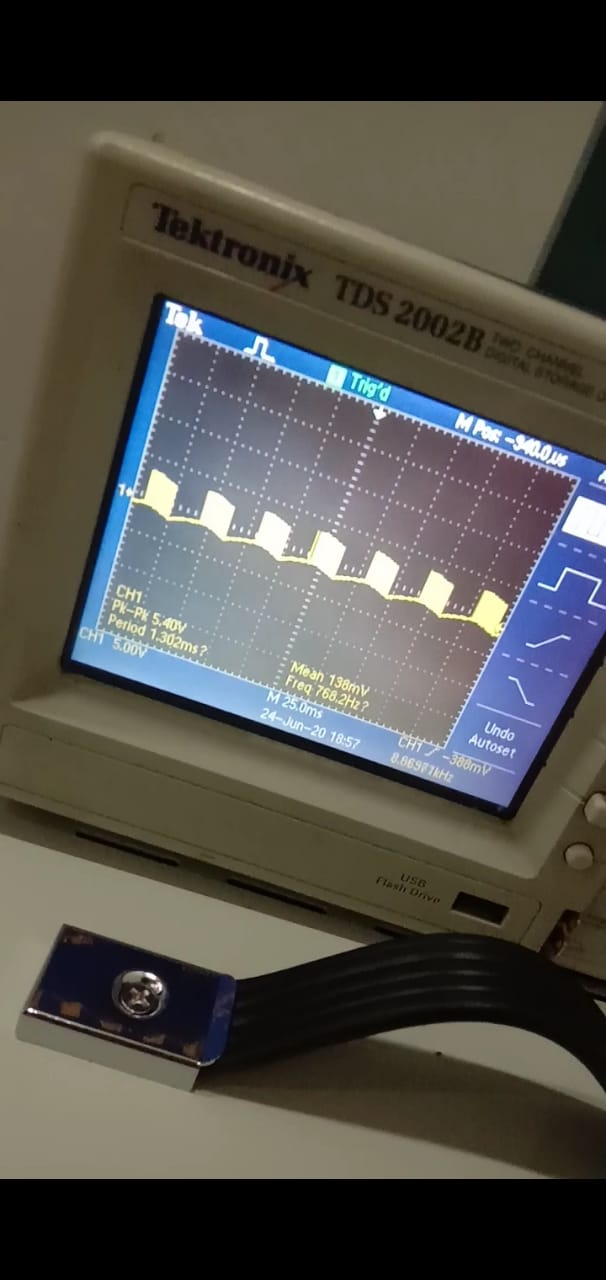 Tektronix TDS 2002B
TWO CHANNEL
DIGITAL STORAGE
Tek
Trig'd
M Pos: -940.0µs
1
CH1
Pk-Pk 5.40V
Period 1.302ms?
Mean 138mV
Freq 768.2Hz?
CH1 5.00V
M 25.0ms
CH1 -388mV
24-Jun-20 18:57
Undo
Autoset
USB
Flash Drive